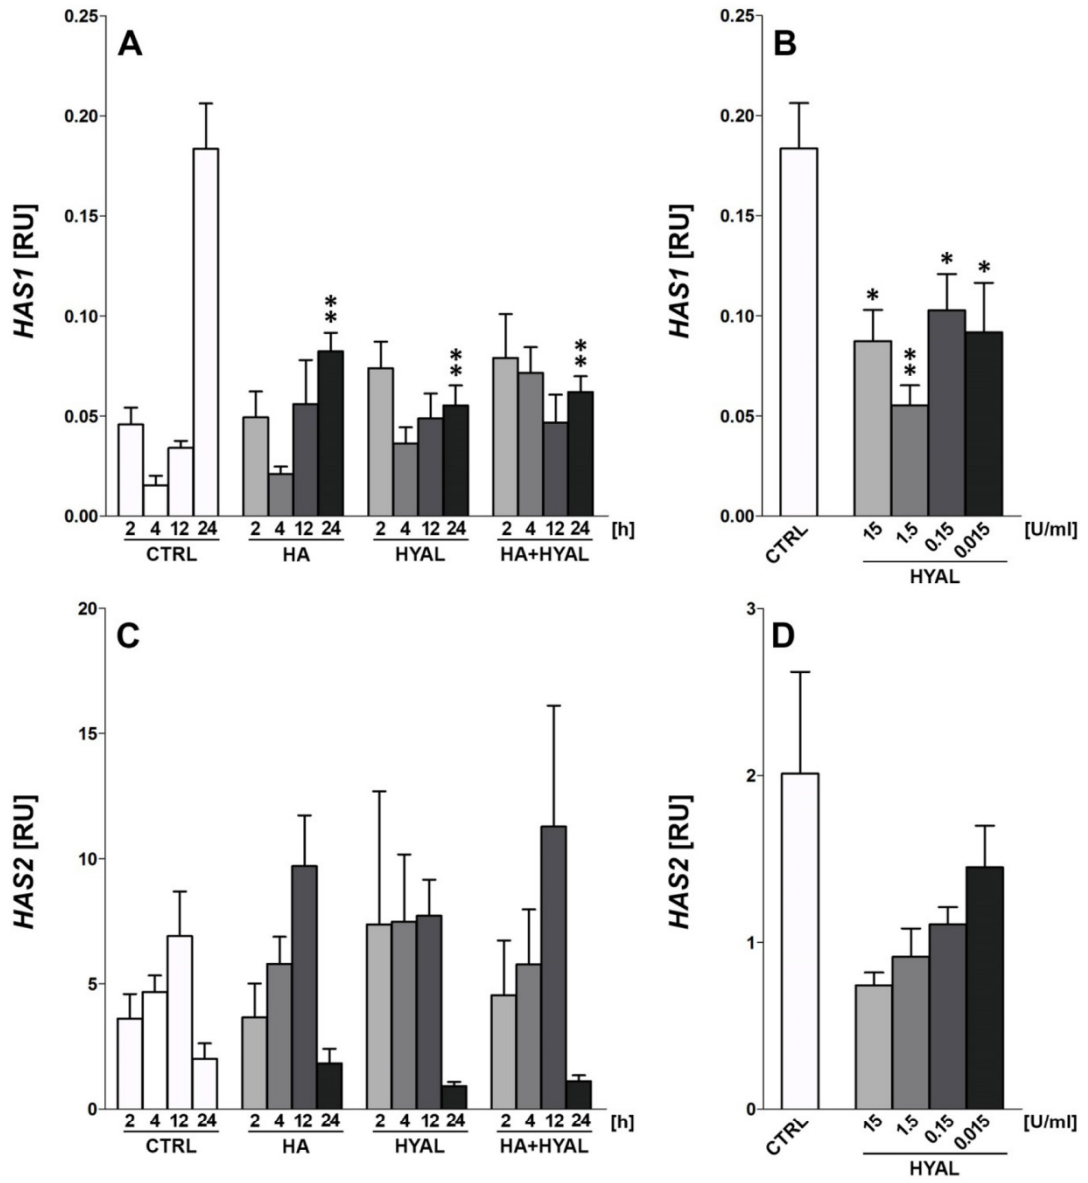 A
HAS1 [RU]
0.25
0.20
0.15
0.10
0.05
0.00
** ** **
2 4 12 24 2 4 12 24 2 4 12 24 2 4 12 24 [h]
CTRL HA HYAL HA+HYAL
B
HAS1 [RU]
0.25
0.20
0.15
0.10
0.05
0.00
* ** * *
CTRL 15 1.5 0.15 0.015 [U/ml]
HYAL
C
HAS2 [RU]
20
15
10
5
0
2 4 12 24 2 4 12 24 2 4 12 24 2 4 12 24 [h]
CTRL HA HYAL HA+HYAL
D
HAS2 [RU]
3
2
1
0
CTRL 15 1.5 0.15 0.015 [U/ml]
HYAL